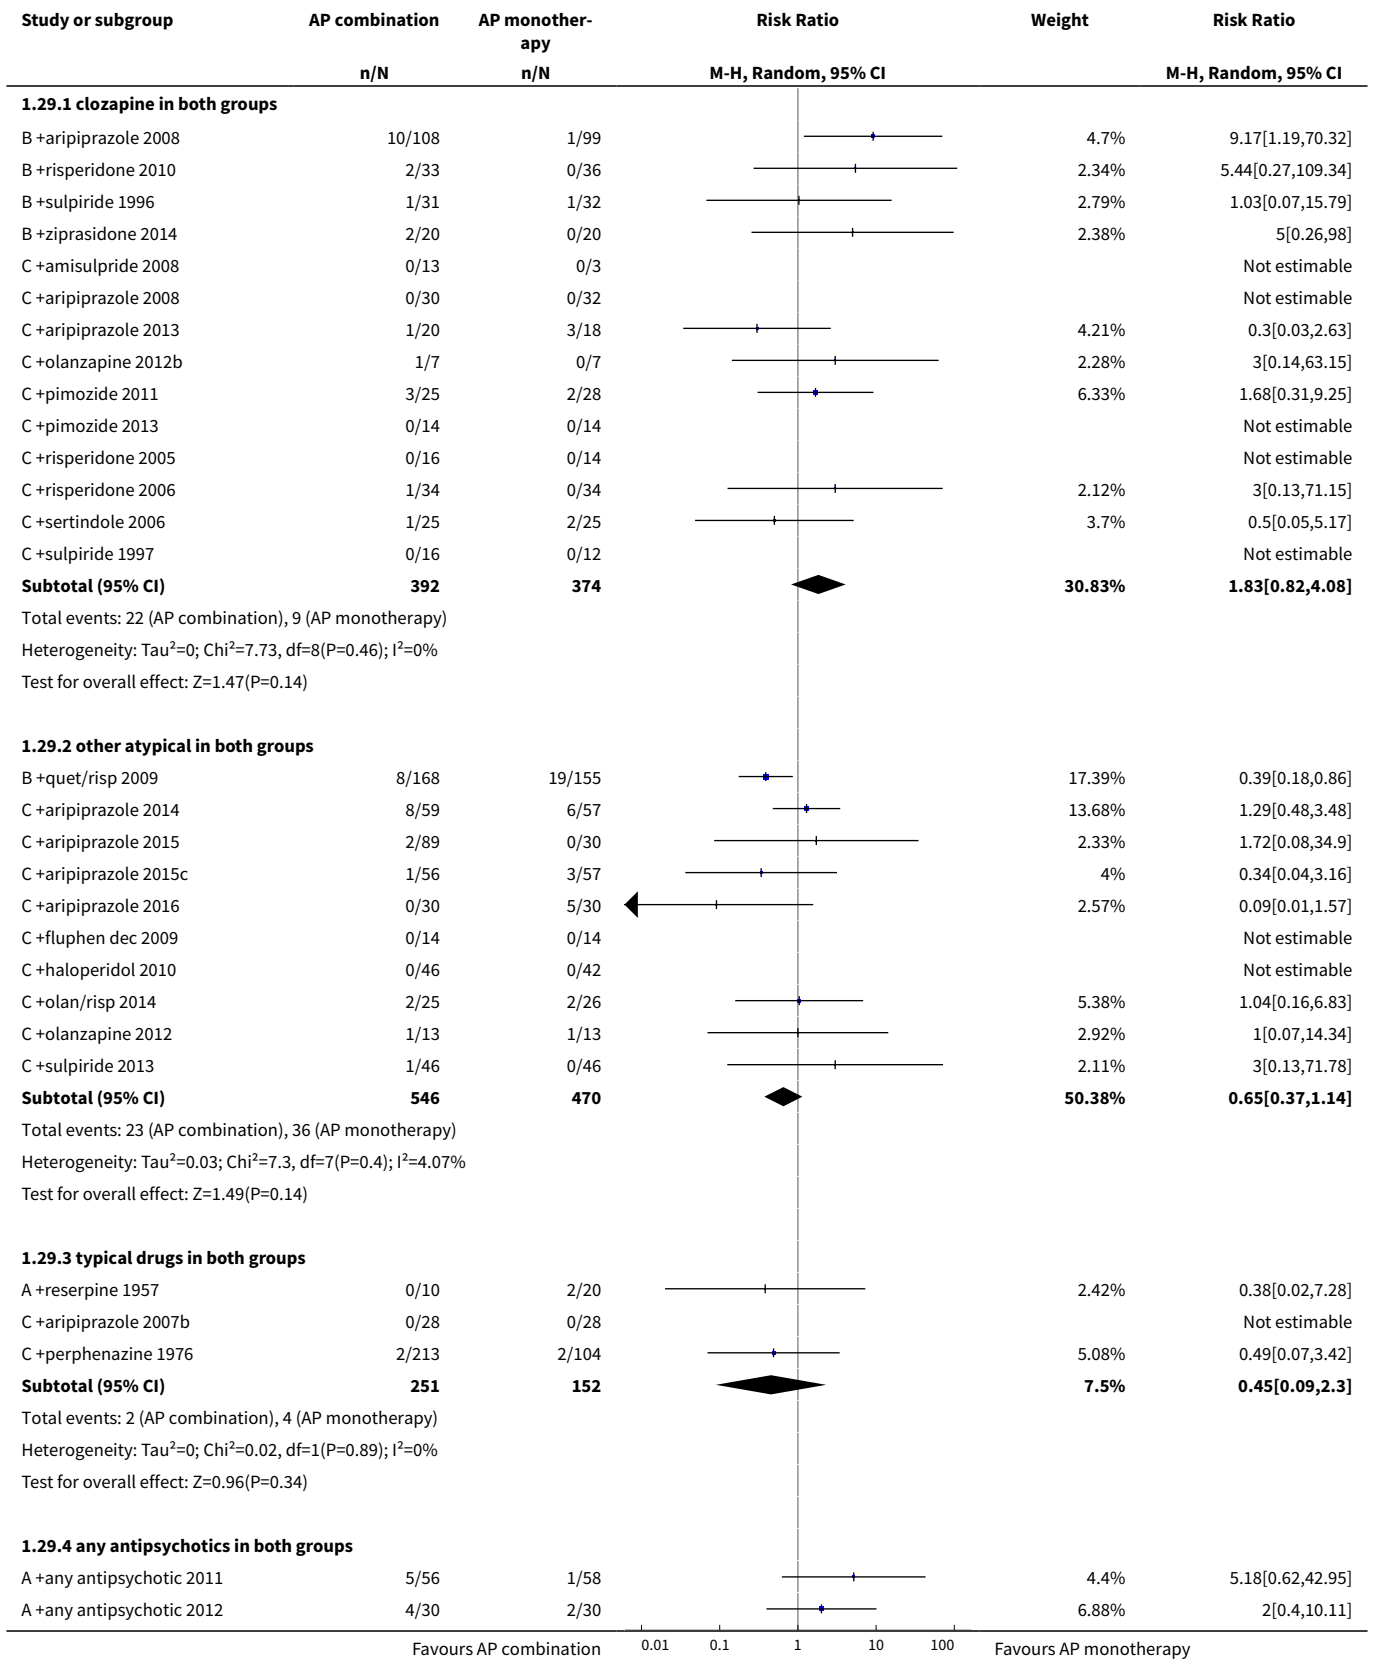 Study or subgroup AP combination AP monother- Risk Ratio Weight Risk Ratio
apy
n/N n/N M-H, Random, 95% CI M-H, Random, 95% CI
1.29.1 clozapine in both groups
B +aripiprazole 2008 10/108 1/99 4.7% 9.17[1.19,70.32]
B +risperidone 2010 2/33 0/36 2.34% 5.44[0.27,109.34]
B +sulpiride 1996 1/31 1/32 2.79% 1.03[0.07,15.79]
B +ziprasidone 2014 2/20 0/20 2.38% 5[0.26,98]
C +amisulpride 2008 0/13 0/3 Not estimable
C +aripiprazole 2008 0/30 0/32 Not estimable
C +aripiprazole 2013 1/20 3/18 4.21% 0.3[0.03,2.63]
C +olanzapine 2012b 1/7 0/7 2.28% 3[0.14,63.15]
C +pimozide 2011 3/25 2/28 6.33% 1.68[0.31,9.25]
C +pimozide 2013 0/14 0/14 Not estimable
C +risperidone 2005 0/16 0/14 Not estimable
C +risperidone 2006 1/34 0/34 2.12% 3[0.13,71.15]
C +sertindole 2006 1/25 2/25 3.7% 0.5[0.05,5.17]
C +sulpiride 1997 0/16 0/12 Not estimable
Subtotal (95% CI) 392 374 30.83% 1.83[0.82,4.08]
Total events: 22 (AP combination), 9 (AP monotherapy)
Heterogeneity: Tau²=0; Chi²=7.73, df=8(P=0.46); I²=0%
Test for overall effect: Z=1.47(P=0.14)
1.29.2 other atypical in both groups
B +quet/risp 2009 8/168 19/155 17.39% 0.39[0.18,0.86]
C +aripiprazole 2014 8/59 6/57 13.68% 1.29[0.48,3.48]
C +aripiprazole 2015 2/89 0/30 2.33% 1.72[0.08,34.9]
C +aripiprazole 2015c 1/56 3/57 4% 0.34[0.04,3.16]
C +aripiprazole 2016 0/30 5/30 2.57% 0.09[0.01,1.57]
C +fluphen dec 2009 0/14 0/14 Not estimable
C +haloperidol 2010 0/46 0/42 Not estimable
C +olan/risp 2014 2/25 2/26 5.38% 1.04[0.16,6.83]
C +olanzapine 2012 1/13 1/13 2.92% 1[0.07,14.34]
C +sulpiride 2013 1/46 0/46 2.11% 3[0.13,71.78]
Subtotal (95% CI) 546 470 50.38% 0.65[0.37,1.14]
Total events: 23 (AP combination), 36 (AP monotherapy)
Heterogeneity: Tau²=0.03; Chi²=7.3, df=7(P=0.4); I²=4.07%
Test for overall effect: Z=1.49(P=0.14)
1.29.3 typical drugs in both groups
A +reserpine 1957 0/10 2/20 2.42% 0.38[0.02,7.28]
C +aripiprazole 2007b 0/28 0/28 Not estimable
C +perphenazine 1976 2/213 2/104 5.08% 0.49[0.07,3.42]
Subtotal (95% CI) 251 152 7.5% 0.45[0.09,2.3]
Total events: 2 (AP combination), 4 (AP monotherapy)
Heterogeneity: Tau²=0; Chi²=0.02, df=1(P=0.89); I²=0%
Test for overall effect: Z=0.96(P=0.34)
1.29.4 any antipsychotics in both groups
A +any antipsychotic 2011 5/56 1/58 4.4% 5.18[0.62,42.95]
A +any antipsychotic 2012 4/30 2/30 6.88% 2[0.4,10.11]
Favours AP combination 0.01 0.1 1 10 100 Favours AP monotherapy